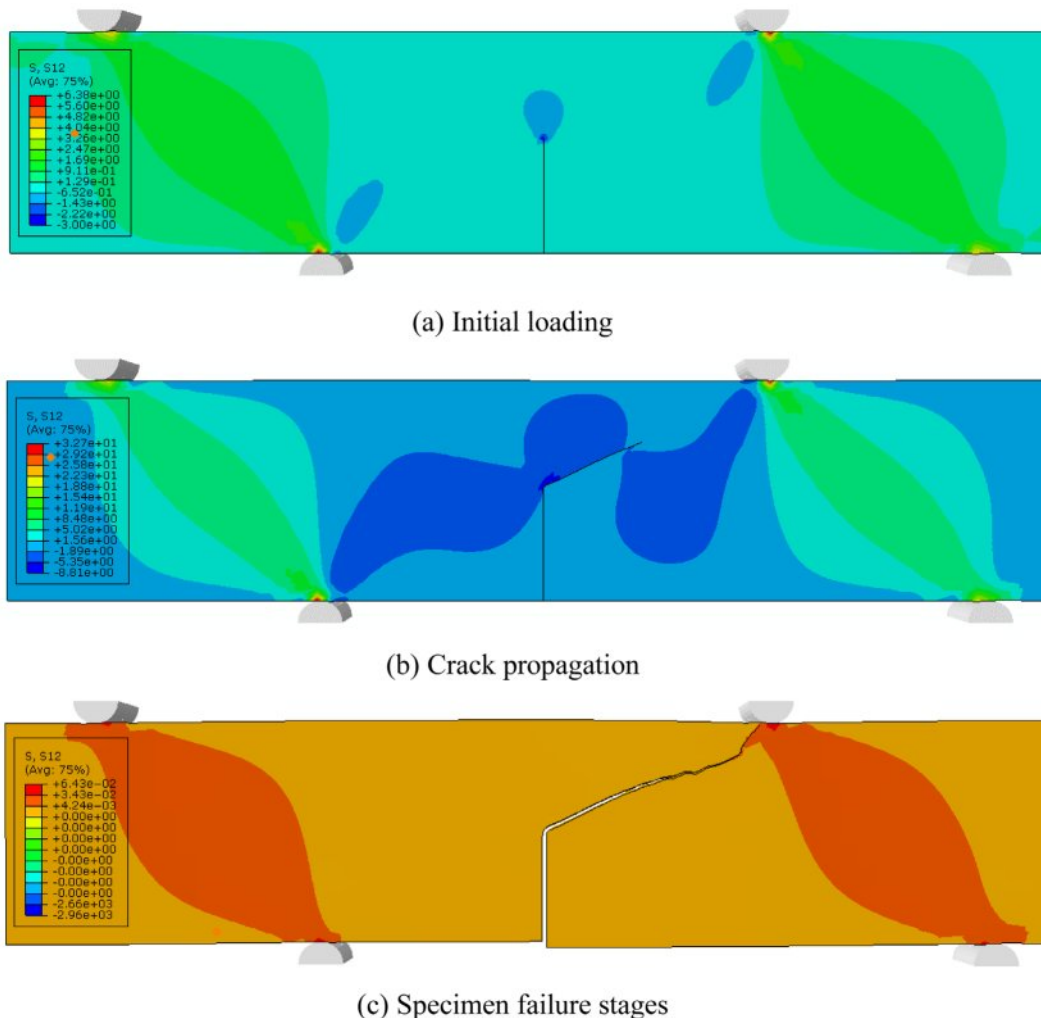 S, S12
(Avg: 75%)
+6.38e+00
+5.60e+00
+4.82e+00
+4.04e+00
+3.26e+00
+2.47e+00
+1.69e+00
+9.11e-01
+1.29e-01
-6.52e-01
-1.43e+00
-2.22e+00
-3.00e+00
(a) Initial loading
S, S12
(Avg: 75%)
+3.27e+01
+2.92e+01
+2.58e+01
+2.23e+01
+1.88e+01
+1.54e+01
+1.19e+01
+8.48e+00
+5.02e+00
+1.56e+00
-1.89e+00
-5.35e+00
-8.81e+00
(b) Crack propagation
S, S12
(Avg: 75%)
+6.43e-02
+3.43e-02
+4.24e-03
+0.00e+00
+0.00e+00
+0.00e+00
+0.00e+00
-0.00e+00
-0.00e+00
-0.00e+00
-0.00e+00
-2.66e+03
-2.96e+03
(c) Specimen failure stages